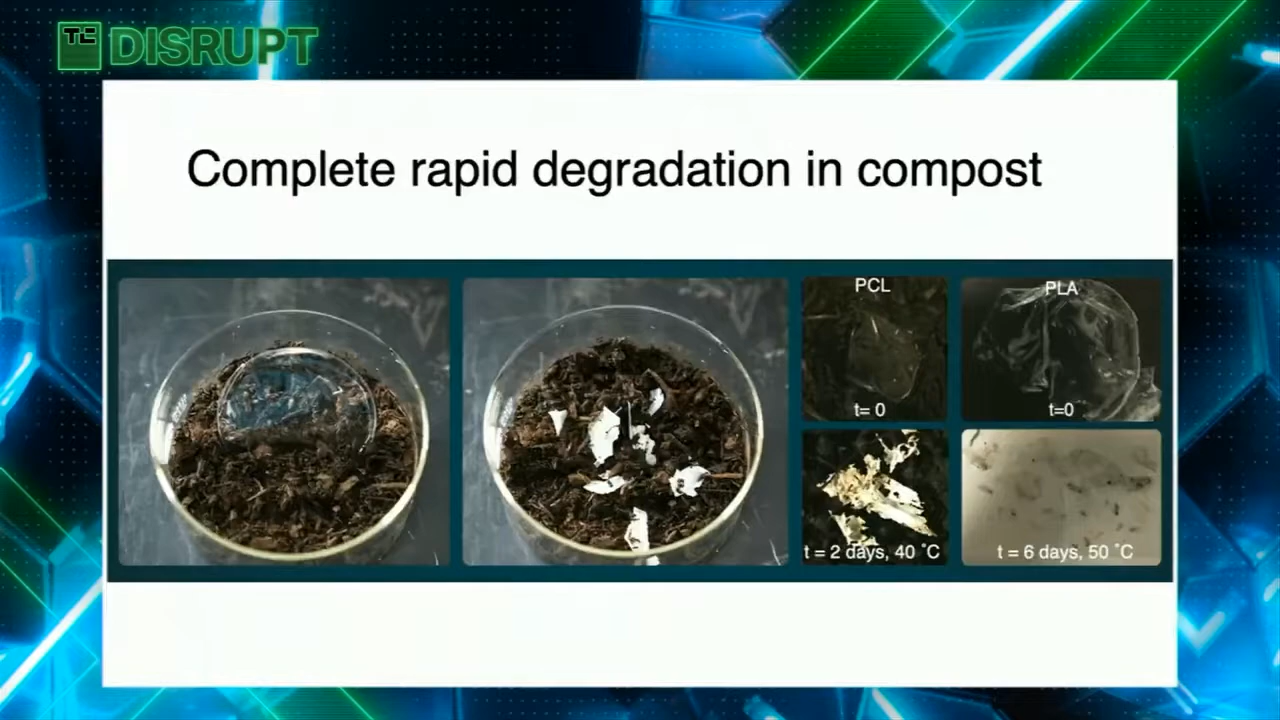 TC DISRUPT
Complete rapid degradation in compost
PCL
PLA
t= 0
t=0
t = 2 days, 40 ˚C
t = 6 days, 50 ˚C